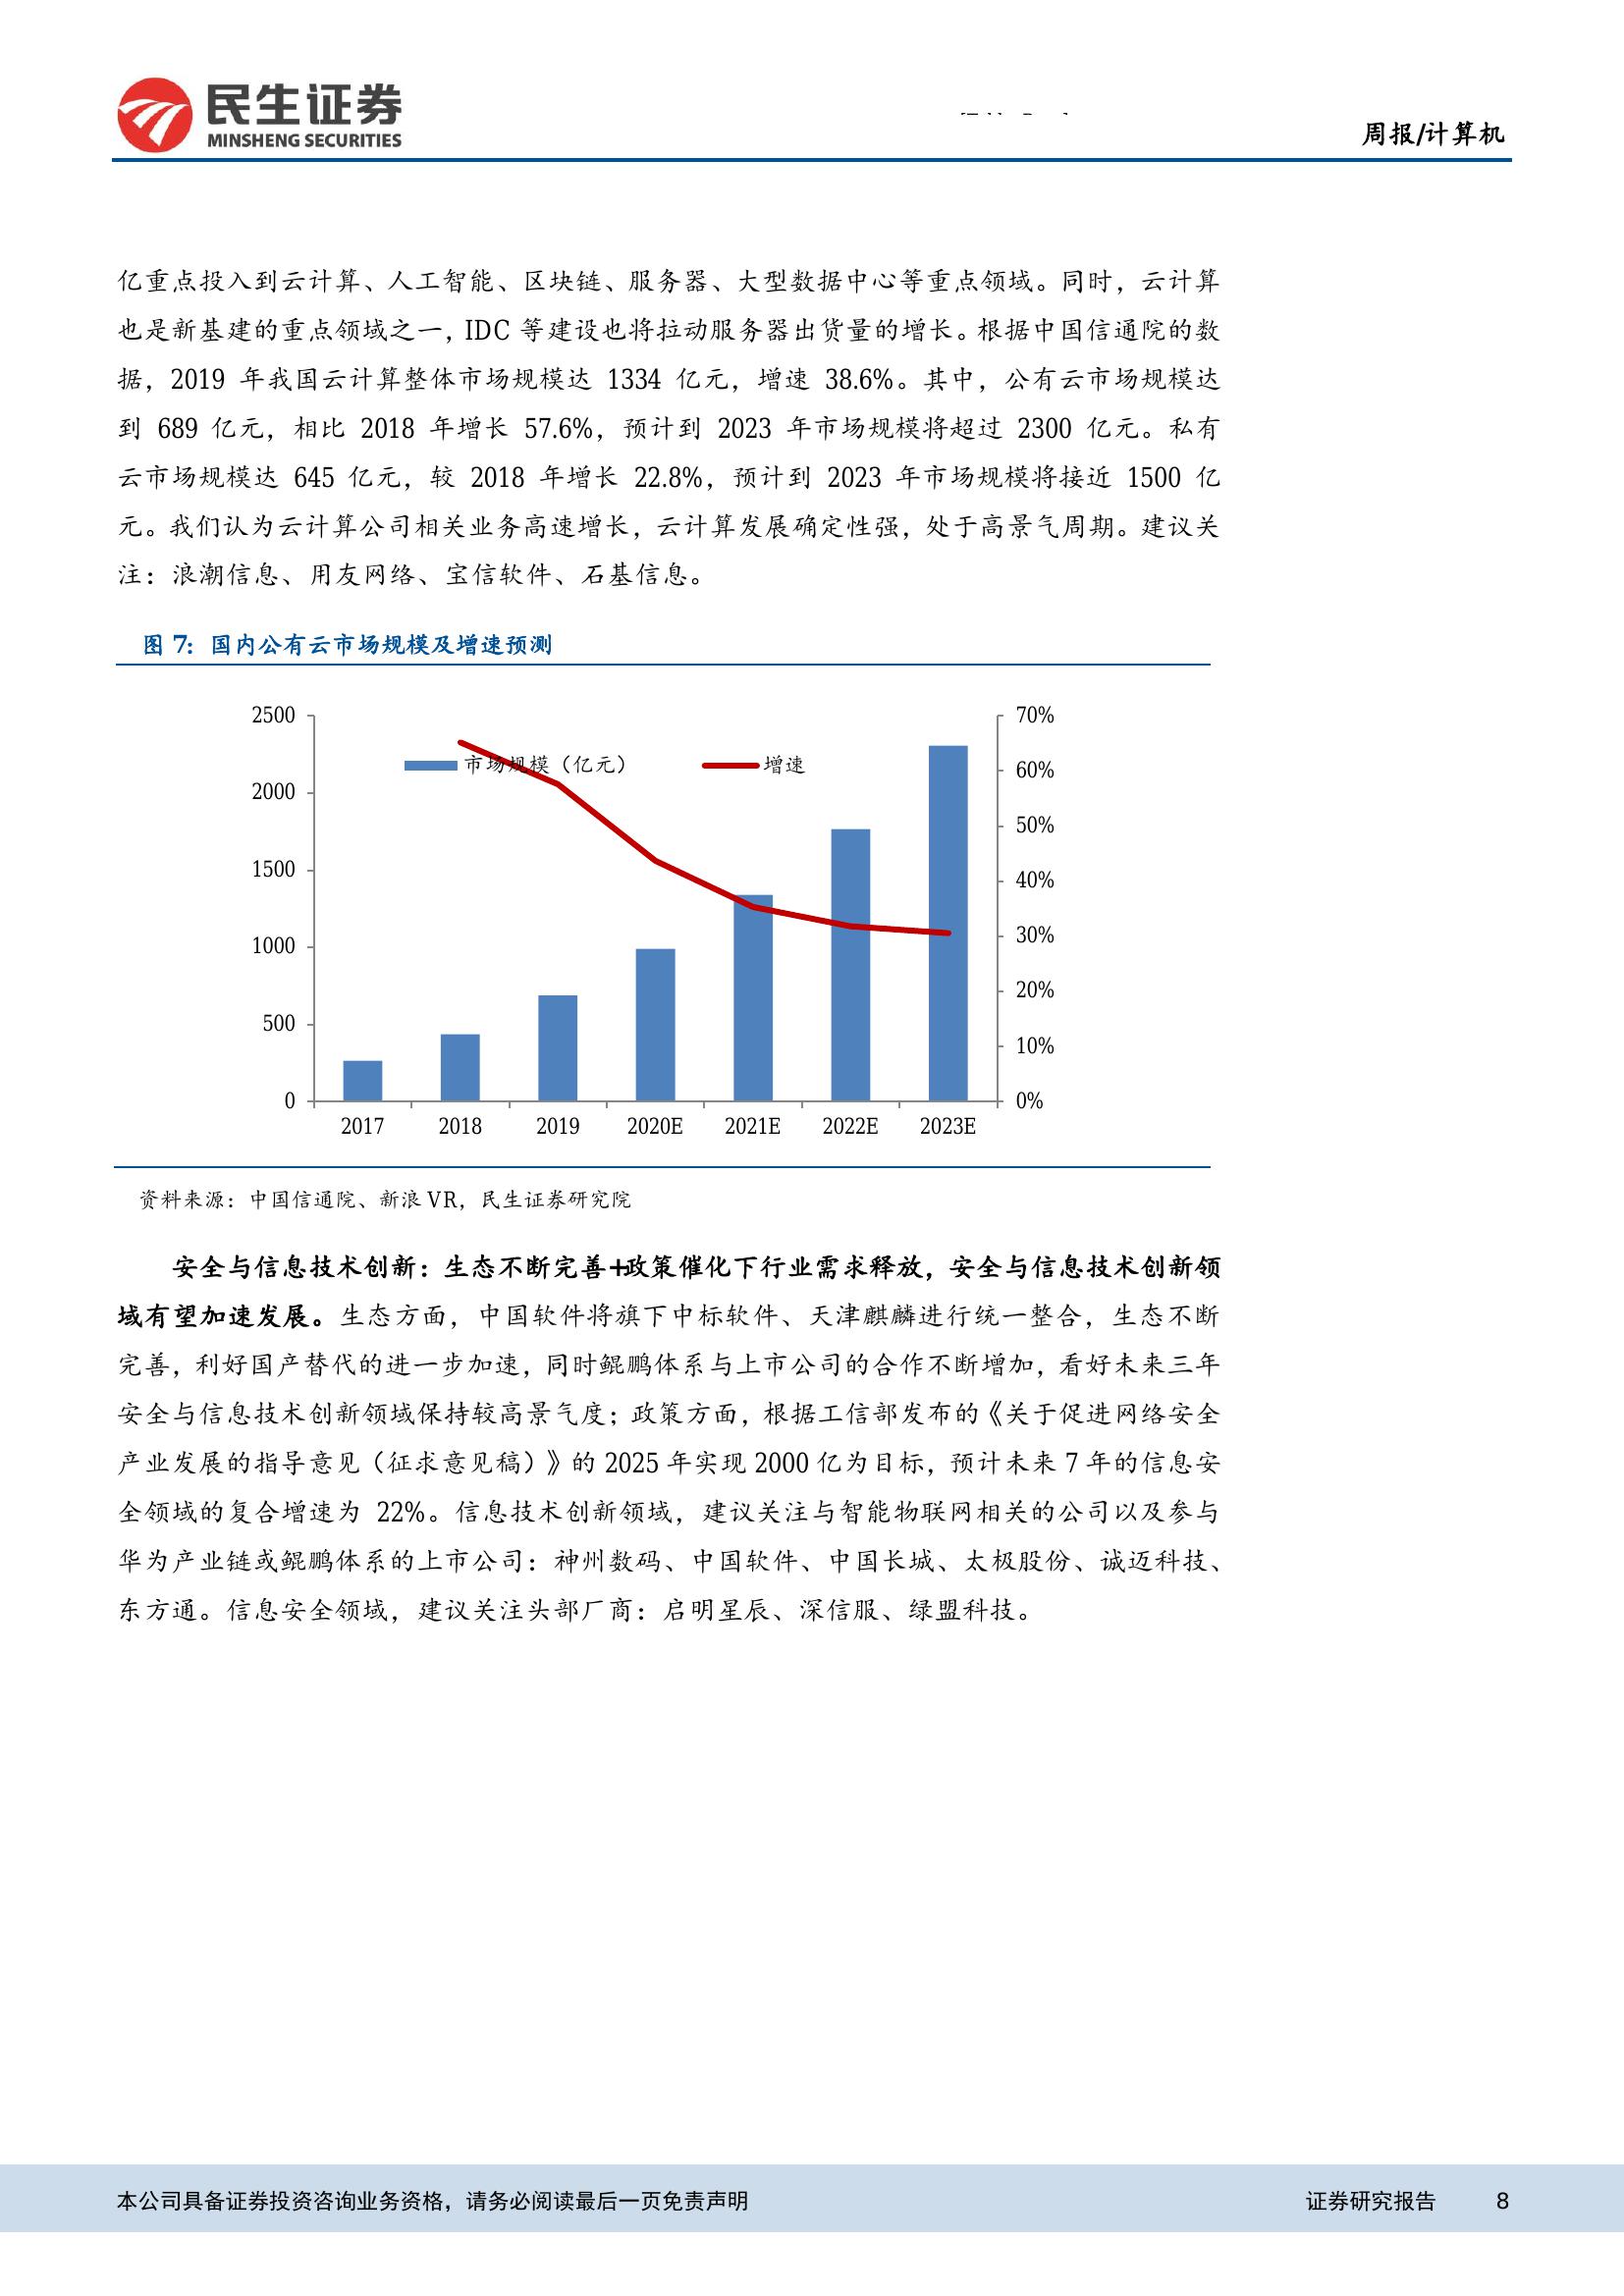 民生证券
MINSHENG SECURITIES
周报/计算机
亿重点投入到云计算、人工智能、区块链、服务器、大型数据中心等重点领域。同时，云计算
也是新基建的重点领域之一，IDC 等建设也将拉动服务器出货量的增长。根据中国信通院的数
据，2019 年我国云计算整体市场规模达 1334 亿元，增速 38.6%。其中，公有云市场规模达
到 689 亿元，相比 2018 年增长 57.6%，预计到 2023 年市场规模将超过 2300 亿元。私有
云市场规模达 645 亿元，较 2018 年增长 22.8%，预计到 2023 年市场规模将接近 1500 亿
元。我们认为云计算公司相关业务高速增长，云计算发展确定性强，处于高景气周期。建议关
注：浪潮信息、用友网络、宝信软件、石基信息。
图 7：国内公有云市场规模及增速预测
2500
2000
1500
1000
500
0
市场规模（亿元）
增速
70%
60%
50%
40%
30%
20%
10%
0%
2017 2018 2019 2020E 2021E 2022E 2023E
资料来源：中国信通院、新浪 VR，民生证券研究院
安全与信息技术创新：生态不断完善+政策催化下行业需求释放，安全与信息技术创新领
域有望加速发展。生态方面，中国软件将旗下中标软件、天津麒麟进行统一整合，生态不断
完善，利好国产替代的进一步加速，同时鲲鹏体系与上市公司的合作不断增加，看好未来三年
安全与信息技术创新领域保持较高景气度；政策方面，根据工信部发布的《关于促进网络安全
产业发展的指导意见（征求意见稿）》的 2025 年实现 2000 亿为目标，预计未来 7 年的信息安
全领域的复合增速为 22%。信息技术创新领域，建议关注与智能物联网相关的公司以及参与
华为产业链或鲲鹏体系的上市公司：神州数码、中国软件、中国长城、太极股份、诚迈科技、
东方通。信息安全领域，建议关注头部厂商：启明星辰、深信服、绿盟科技。
本公司具备证券投资咨询业务资格，请务必阅读最后一页免责声明
证券研究报告 8